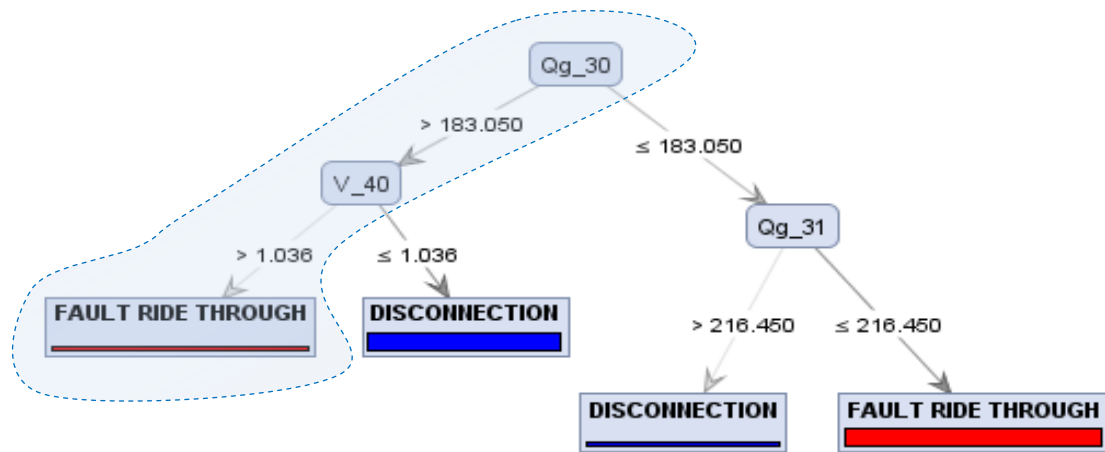 Qg_30
> 183.050
≤ 183.050
V_40
Qg_31
> 1.036
≤ 1.036
FAULT RIDE THROUGH
DISCONNECTION
> 216.450
≤ 216.450
DISCONNECTION
FAULT RIDE THROUGH